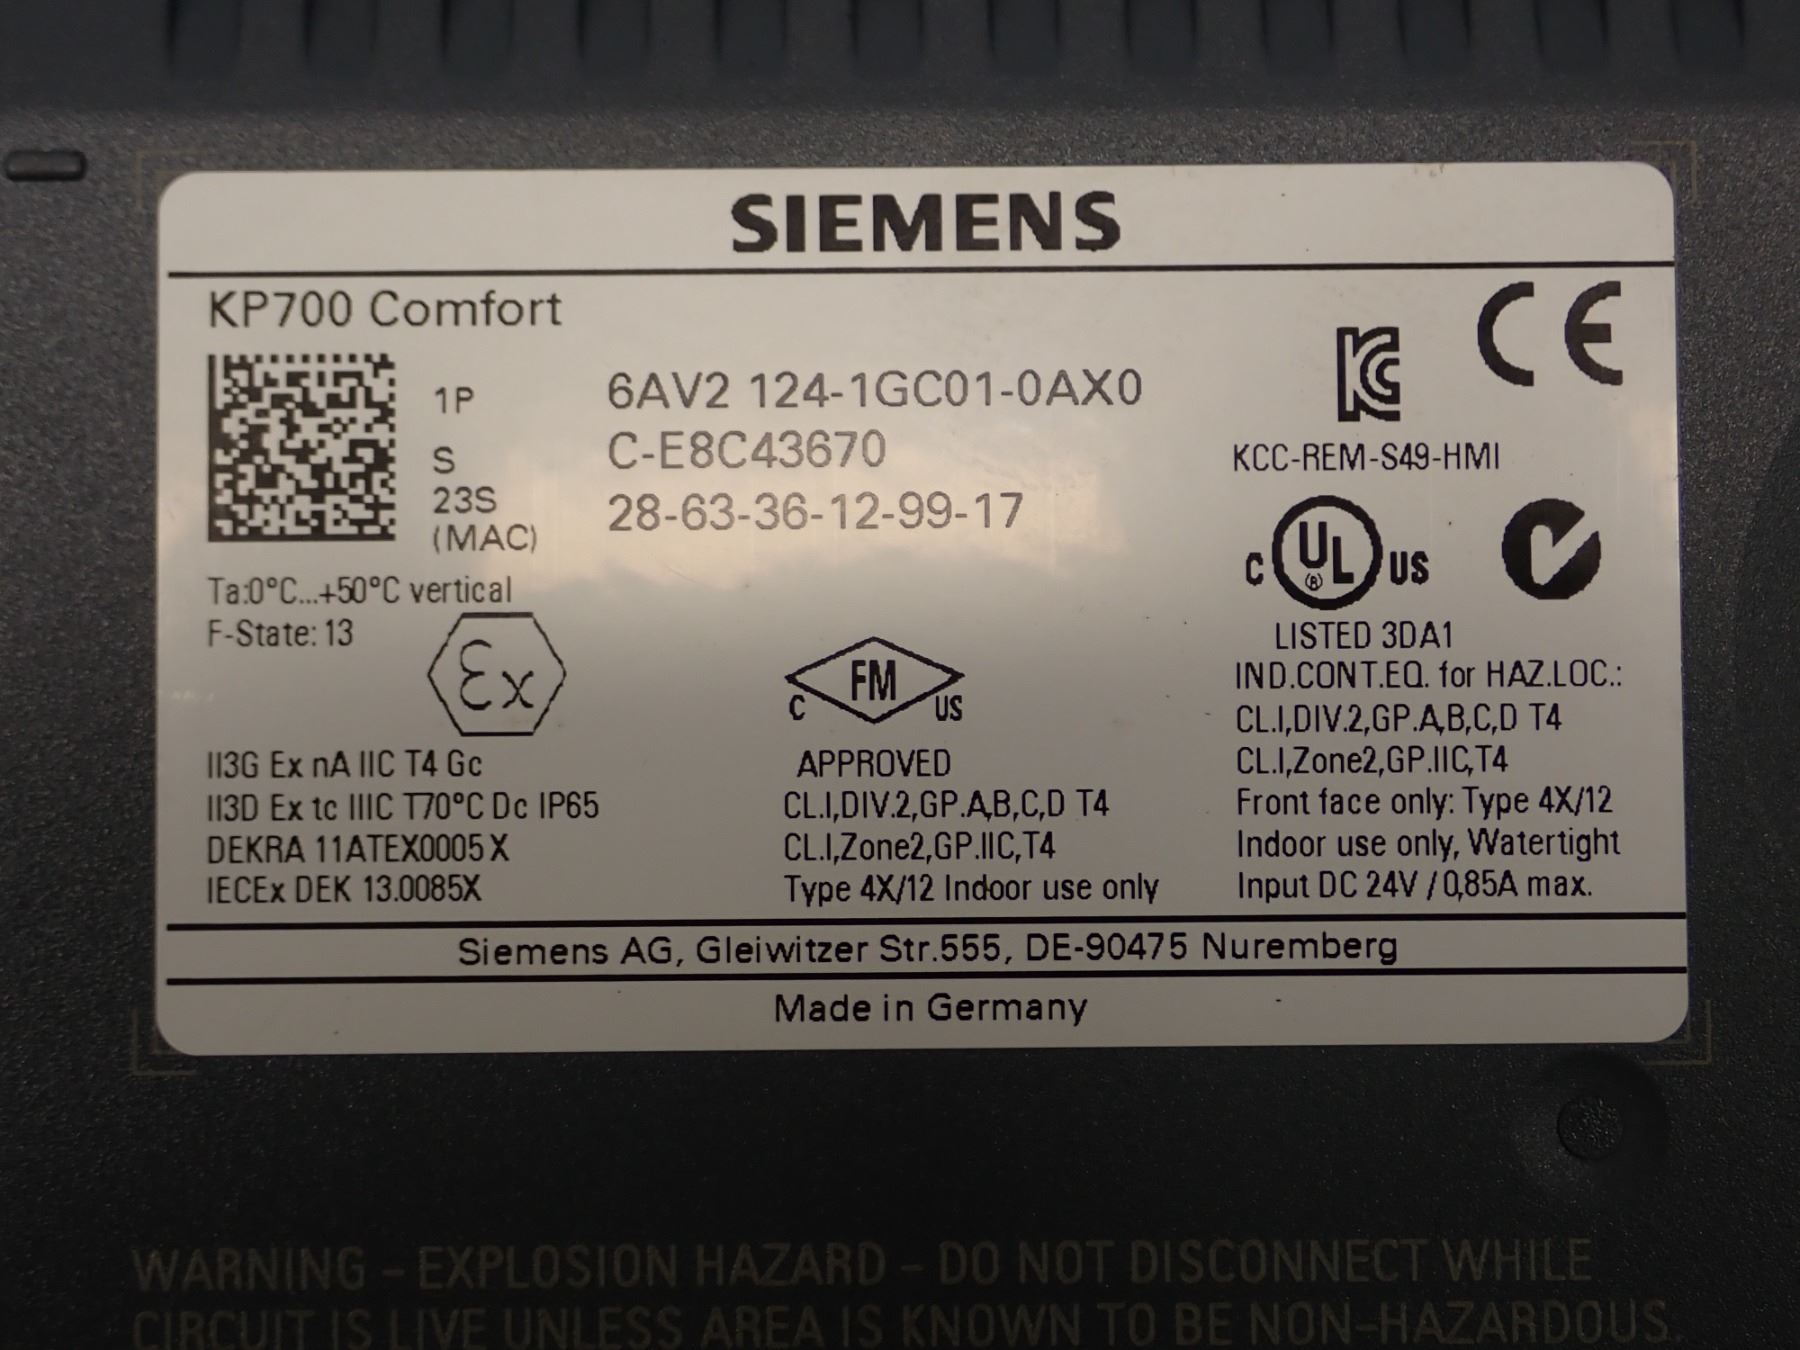 SIEMENS
KP700 Comfort
1P 6AV2 124-1GC01-0AX0
S C-E8C43670
23S 28-63-36-12-99-17
(MAC)
KCC-REM-S49-HMI
CE
C UL US
(R)
LISTED 3DA1
IND.CONT.EQ. for HAZ.LOC.:
CL.I,DIV.2,GP.A,B,C,D T4
CL.I,Zone2,GP.IIC,T4
Front face only: Type 4X/12
Indoor use only, Watertight
Input DC 24V / 0,85A max.
Ta:0°C...+50°C vertical
F-State: 13
Ex
II3G Ex nA IIC T4 Gc
II3D Ex tc IIIC T70°C Dc IP65
DEKRA 11ATEX0005 X
IECEx DEK 13.0085X
C FM US
APPROVED
CL.I,DIV.2,GP.A,B,C,D T4
CL.I,Zone2,GP.IIC,T4
Type 4X/12 Indoor use only
Siemens AG, Gleiwitzer Str.555, DE-90475 Nuremberg
Made in Germany
WARNING – EXPLOSION HAZARD – DO NOT DISCONNECT WHILE
CIRCUIT IS LIVE UNLESS AREA IS KNOWN TO BE NON-HAZARDOUS.